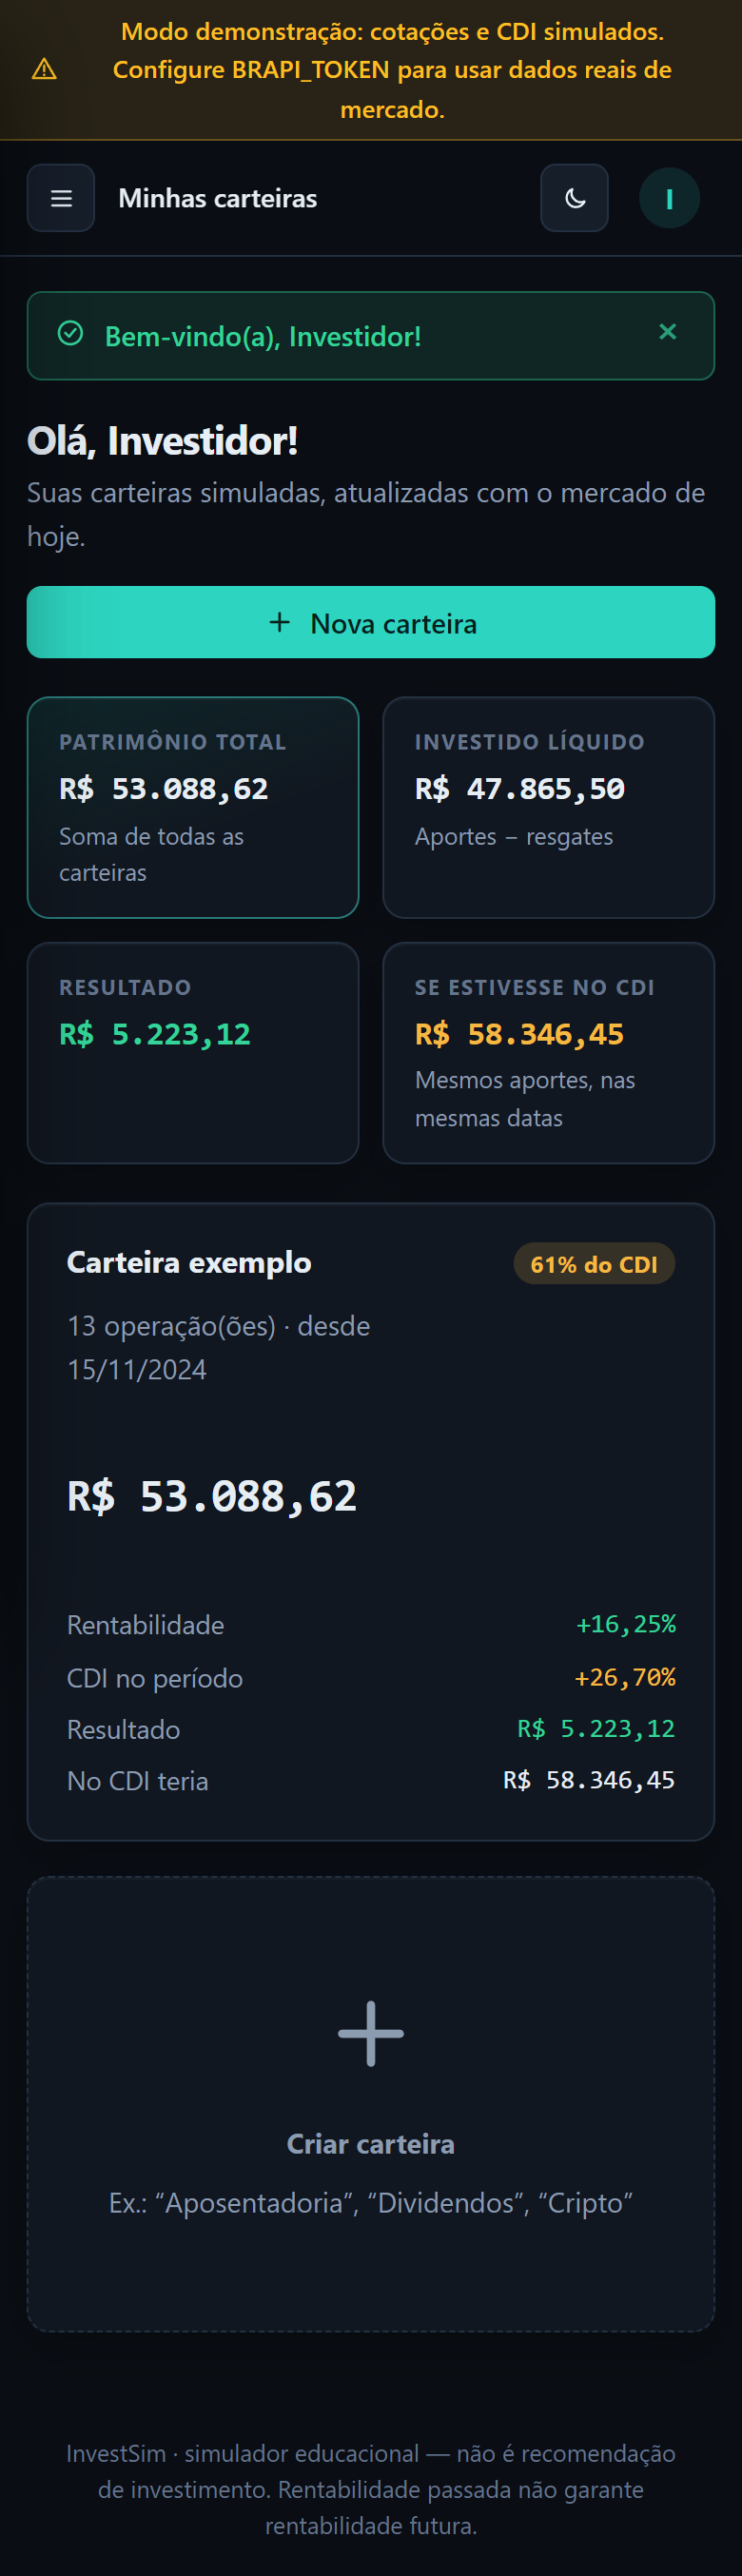 Modo demonstração: cotações e CDI simulados.
Configure BRAPI_TOKEN para usar dados reais de
mercado.
Minhas carteiras
I
Bem-vindo(a), Investidor!
Olá, Investidor!
Suas carteiras simuladas, atualizadas com o mercado de
hoje.
Nova carteira
PATRIMÔNIO TOTAL
R$ 53.088,62
Soma de todas as
carteiras
INVESTIDO LÍQUIDO
R$ 47.865,50
Aportes − resgates
RESULTADO
R$ 5.223,12
SE ESTIVESSE NO CDI
R$ 58.346,45
Mesmos aportes, nas
mesmas datas
Carteira exemplo
61% do CDI
13 operação(ões) · desde
15/11/2024
R$ 53.088,62
Rentabilidade +16,25%
CDI no período +26,70%
Resultado R$ 5.223,12
No CDI teria R$ 58.346,45
Criar carteira
Ex.: “Aposentadoria”, “Dividendos”, “Cripto”
InvestSim · simulador educacional — não é recomendação
de investimento. Rentabilidade passada não garante
rentabilidade futura.